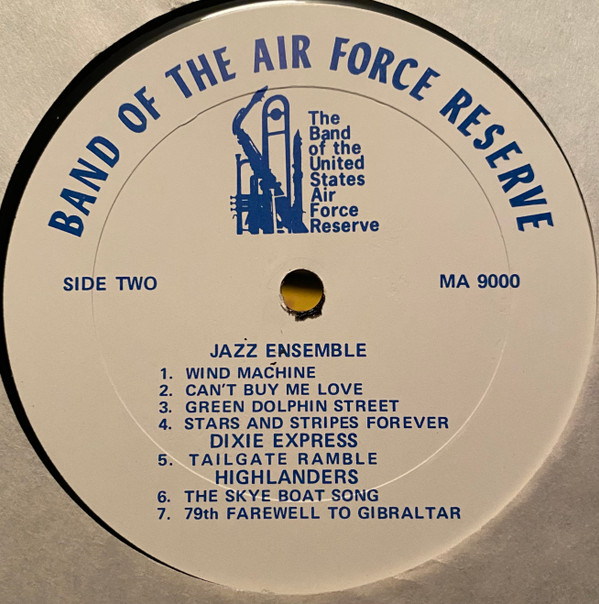 BAND OF THE AIR FORCE RESERVE
The
Band
of the
United
States
Air
Force
Reserve
SIDE TWO
MA 9000
JAZZ ENSEMBLE
1. WIND MACHINE
2. CAN'T BUY ME LOVE
3. GREEN DOLPHIN STREET
4. STARS AND STRIPES FOREVER
DIXIE EXPRESS
5. TAILGATE RAMBLE
HIGHLANDERS
6. THE SKYE BOAT SONG
7. 79th FAREWELL TO GIBRALTAR